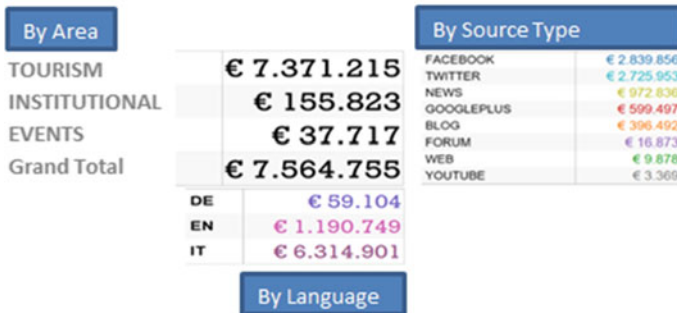 By Area
TOURISM € 7.371.215
INSTITUTIONAL € 155.823
EVENTS € 37.717
Grand Total € 7.564.755
DE € 59.104
EN € 1.190.749
IT € 6.314.901
By Language
By Source Type
FACEBOOK € 2.839.856
TWITTER € 2.725.953
NEWS € 972.836
GOOGLEPLUS € 599.497
BLOG € 396.492
FORUM € 16.873
WEB € 9.878
YOUTUBE € 3.369